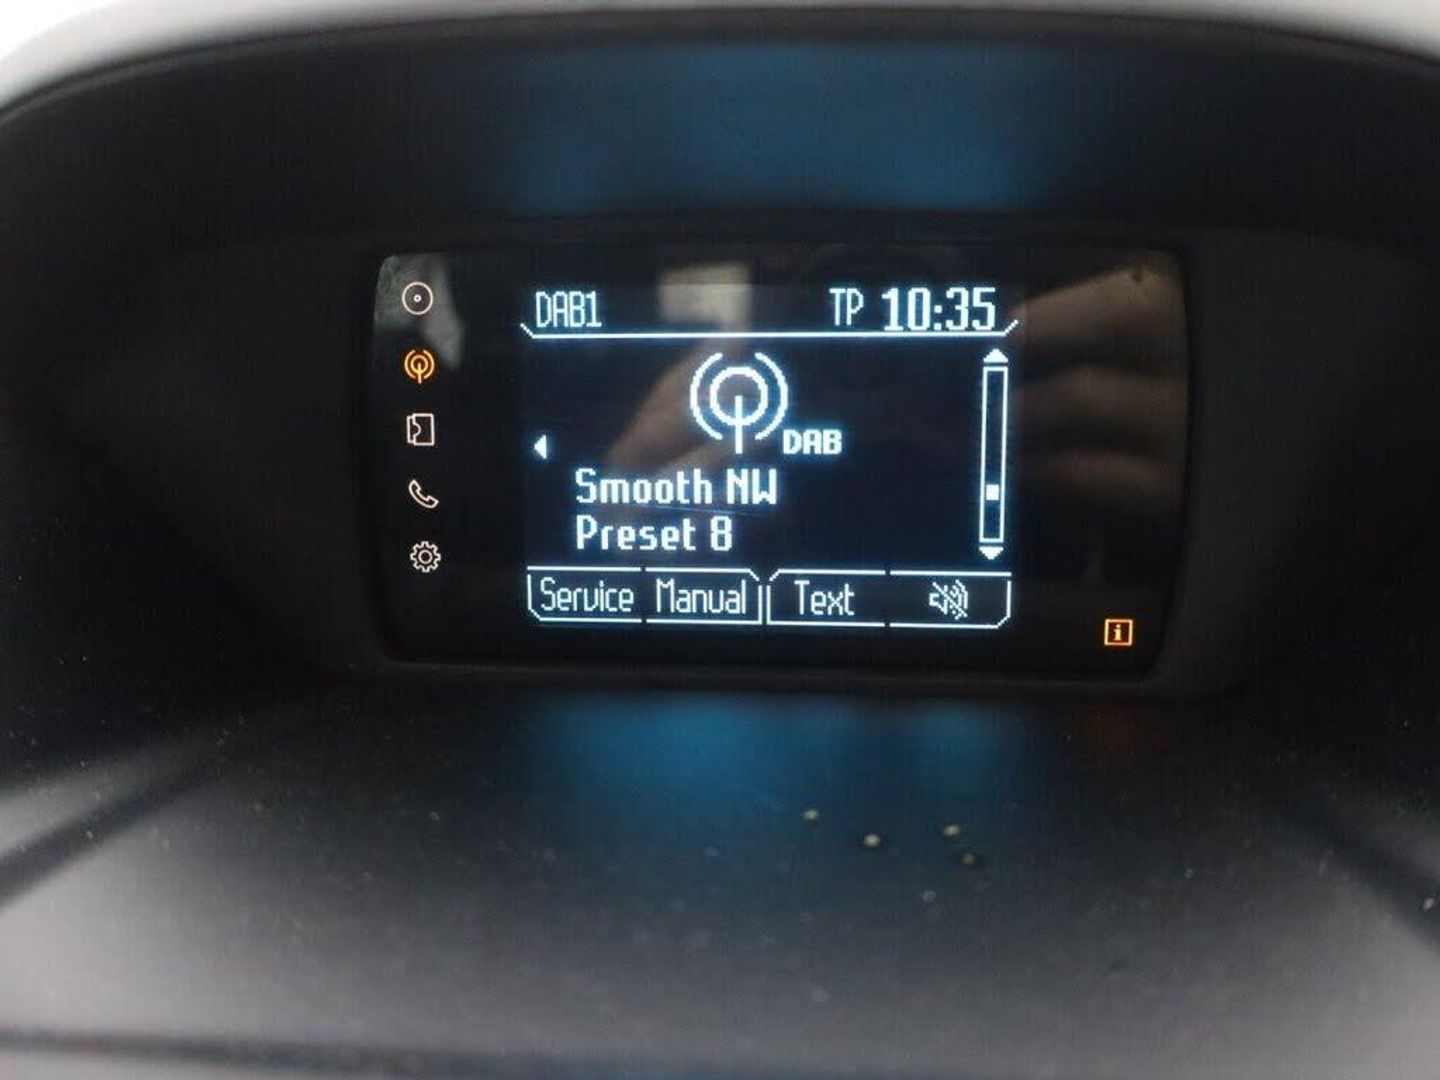 DAB1 TP 10:35
DAB
Smooth NW
Preset 8
Service Manual Text
i